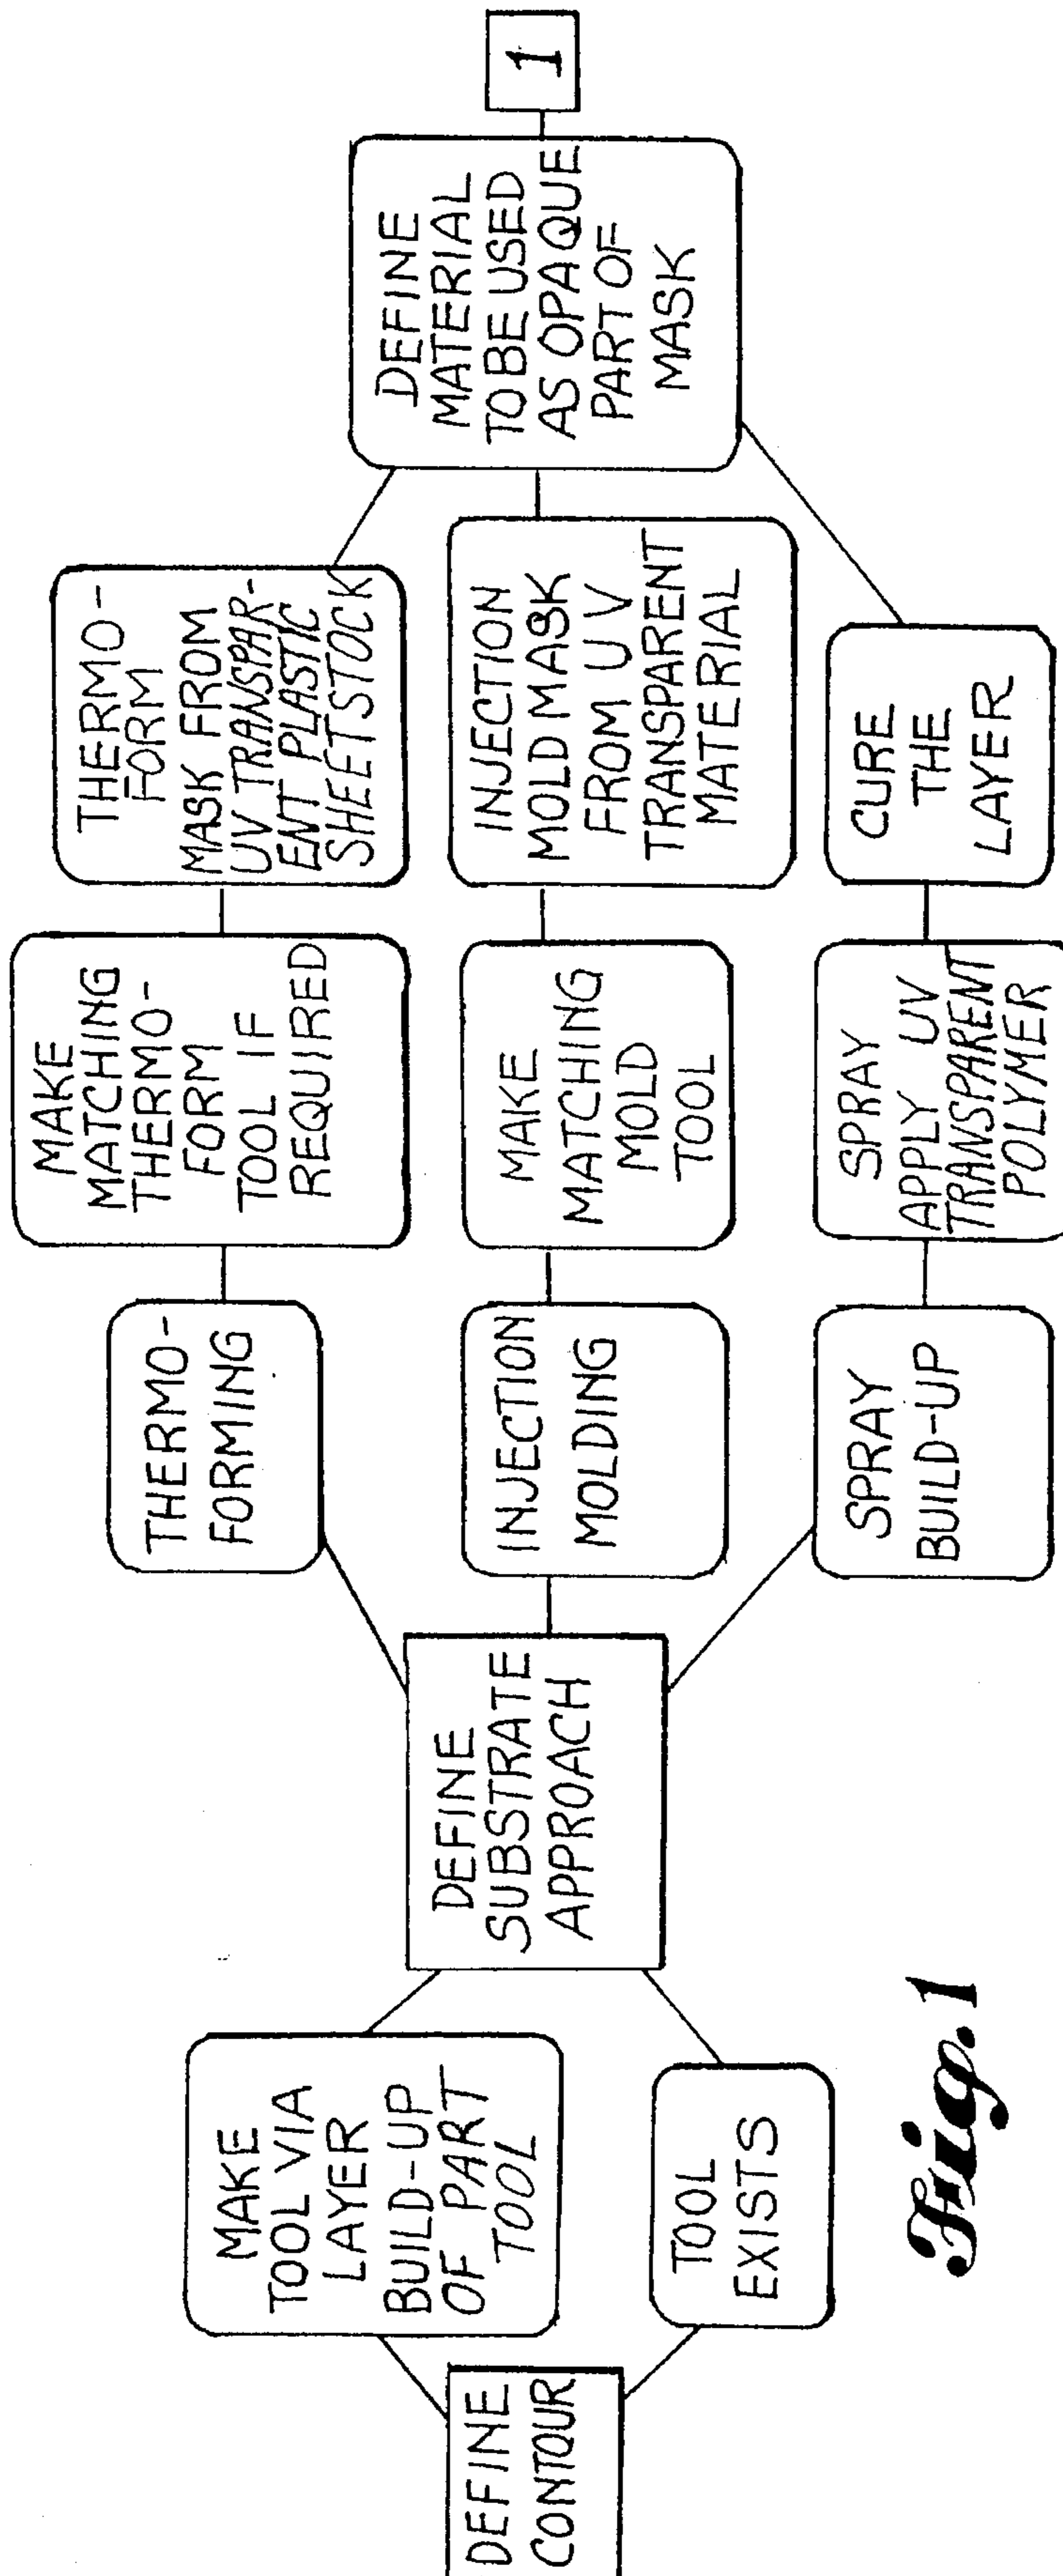 DEFINE
CONTOUR
MAKE
TOOL VIA
LAYER
BUILD-UP
OF PART
TOOL
TOOL
EXISTS
DEFINE
SUBSTRATE
APPROACH
THERMO-
FORMING
MAKE
MATCHING
THERMO-
FORM
TOOL IF
REQUIRED
THERMO-
FORM
MASK FROM
UV TRANSPAR-
ENT PLASTIC
SHEETSTOCK
INJECTION
MOLDING
MAKE
MATCHING
MOLD
TOOL
INJECTION
MOLD MASK
FROM UV
TRANSPARENT
MATERIAL
SPRAY
BUILD-UP
SPRAY
APPLY UV
TRANSPARENT
POLYMER
CURE
THE
LAYER
DEFINE
MATERIAL
TO BE USED
AS OPAQUE
PART OF
MASK
1
Fig. 1